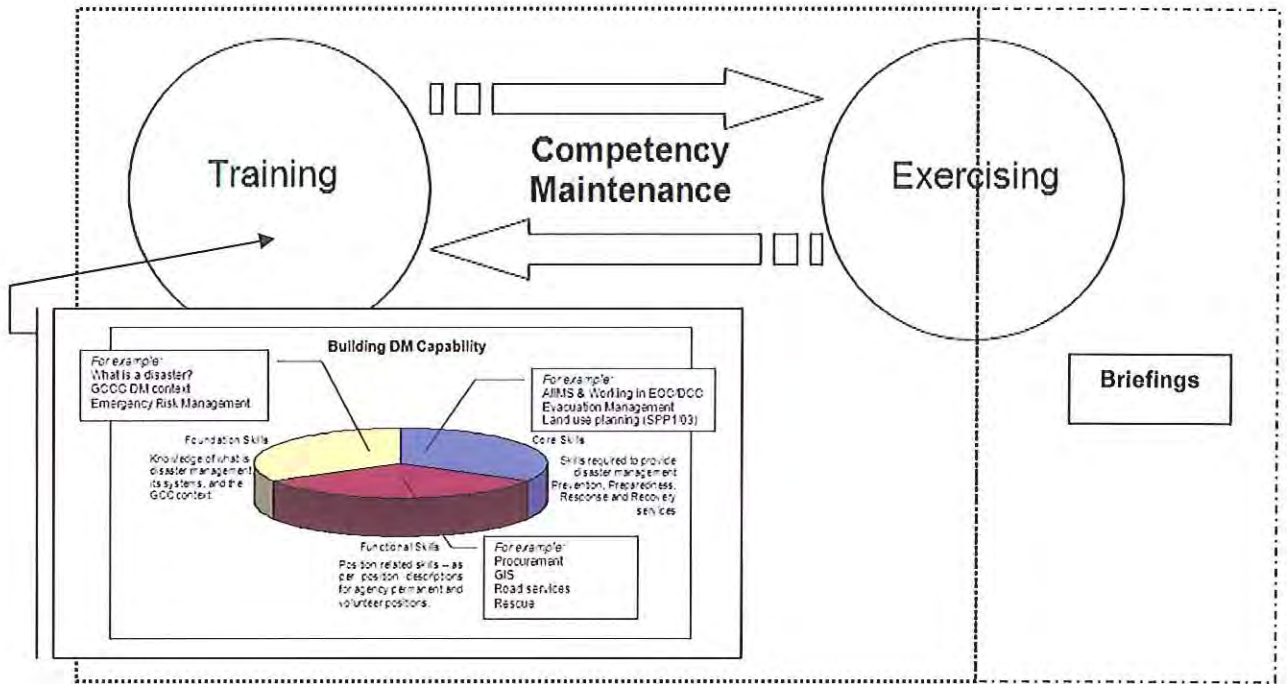 Training
Competency
Maintenance
Exercising
Briefings
Building DM Capability
For example:
What is a disaster?
GCCC DM context
Emergency Risk Management
For example:
AIIMS & Working in EOC/DCC
Evacuation Management
Land use planning (SPP1/03)
Foundation Skills
Knowledge of what is
disaster management
its systems, and the
GCC context
Core Skills
Skills required to provide
disaster management
Prevention, Preparedness,
Response and Recovery
services
Functional Skills
Position related skills – as
per position descriptions
for agency permanent and
volunteer positions.
For example:
Procurement
GIS
Road services
Rescue